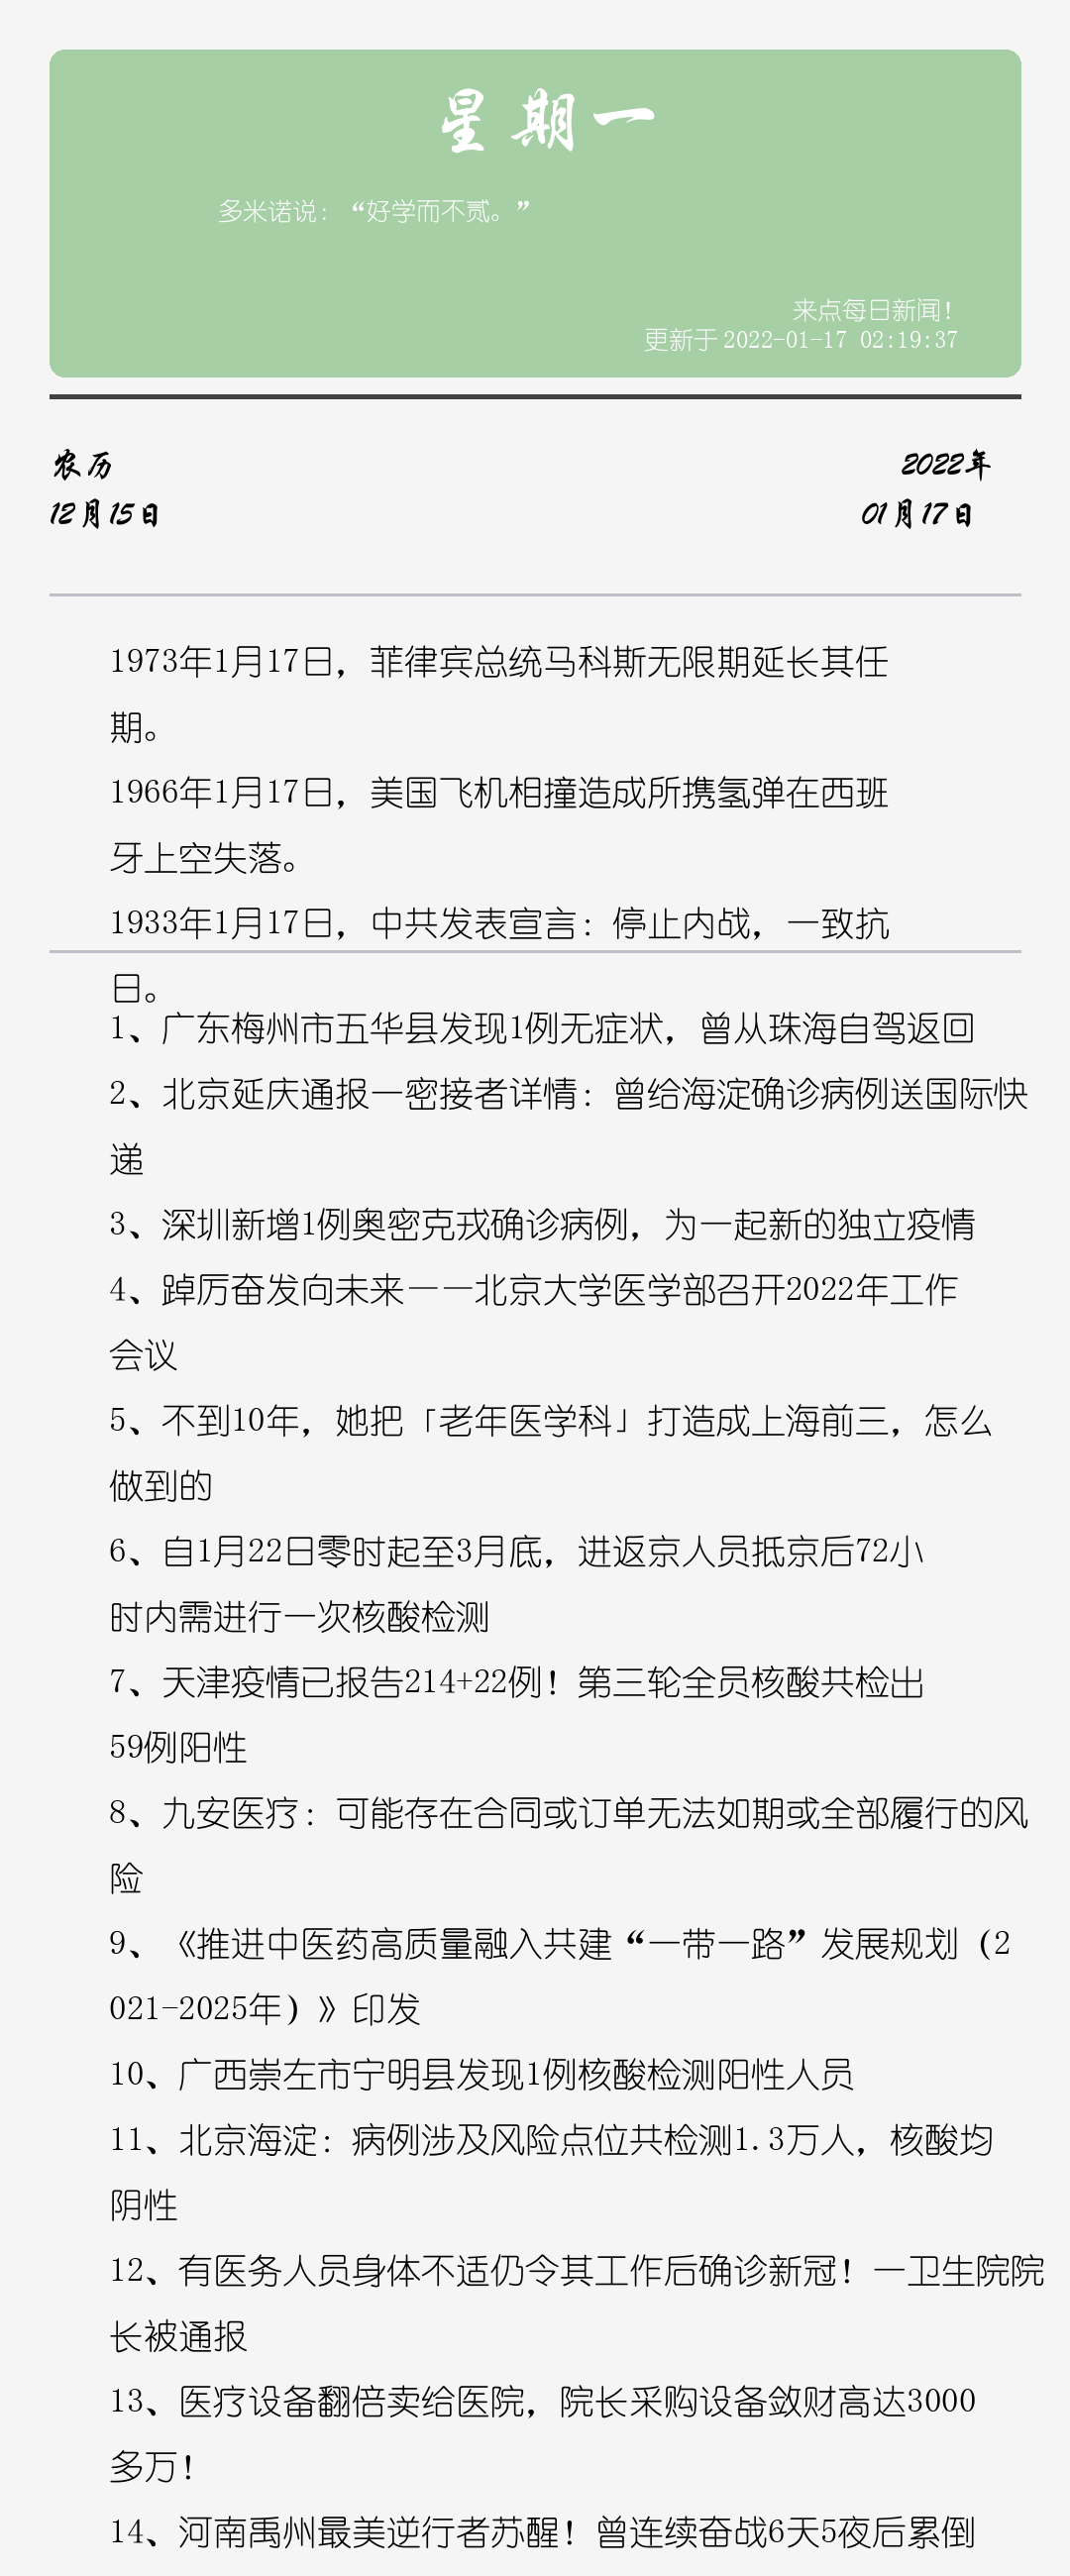 星期一
多米诺说：“好学而不贰。”
来点每日新闻！
更新于 2022-01-17 02:19:37
农历
2022年
12月15日
01月17日
1973年1月17日，菲律宾总统马科斯无限期延长其任
期。
1966年1月17日，美国飞机相撞造成所携氢弹在西班
牙上空失落。
1933年1月17日，中共发表宣言：停止内战，一致抗
日。
1、广东梅州市五华县发现1例无症状，曾从珠海自驾返回
2、北京延庆通报一密接者详情：曾给海淀确诊病例送国际快
递
3、深圳新增1例奥密克戎确诊病例，为一起新的独立疫情
4、踔厉奋发向未来——北京大学医学部召开2022年工作
会议
5、不到10年，她把「老年医学科」打造成上海前三，怎么
做到的
6、自1月22日零时起至3月底，进返京人员抵京后72小
时内需进行一次核酸检测
7、天津疫情已报告214+22例！第三轮全员核酸共检出
59例阳性
8、九安医疗：可能存在合同或订单无法如期或全部履行的风
险
9、《推进中医药高质量融入共建“一带一路”发展规划（2
021-2025年）》印发
10、广西崇左市宁明县发现1例核酸检测阳性人员
11、北京海淀：病例涉及风险点位共检测1.3万人，核酸均
阴性
12、有医务人员身体不适仍令其工作后确诊新冠！一卫生院院
长被通报
13、医疗设备翻倍卖给医院，院长采购设备敛财高达3000
多万！
14、河南禹州最美逆行者苏醒！曾连续奋战6天5夜后累倒